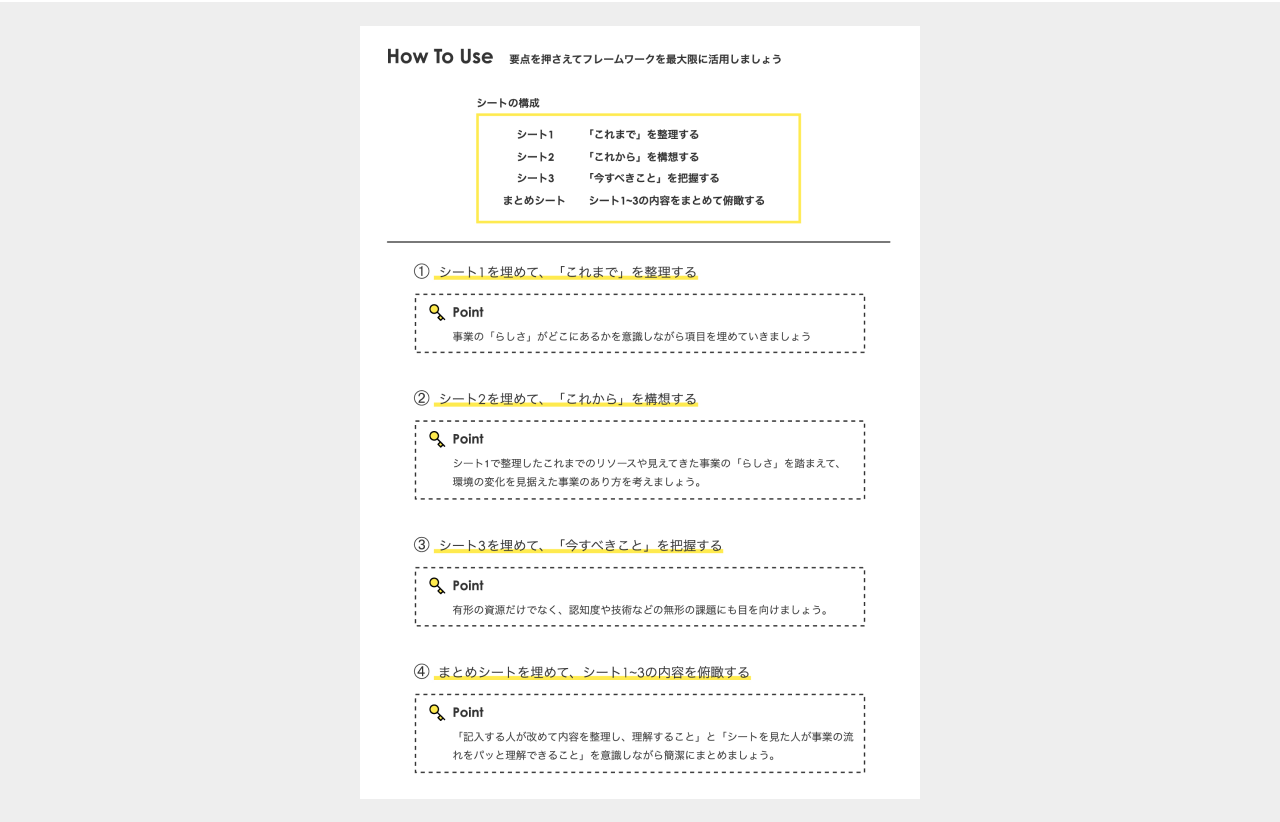 How To Use 要点を押さえてフレームワークを最大限に活用しましょう
シートの構成
シート1 「これまで」を整理する
シート2 「これから」を構想する
シート3 「今すべきこと」を把握する
まとめシート シート1~3の内容をまとめて俯瞰する
① シート1を埋めて、「これまで」を整理する
Point
事業の「らしさ」がどこにあるかを意識しながら項目を埋めていきましょう
② シート2を埋めて、「これから」を構想する
Point
シート1で整理したこれまでのリソースや見えてきた事業の「らしさ」を踏まえて、
環境の変化を見据えた事業のあり方を考えましょう。
③ シート3を埋めて、「今すべきこと」を把握する
Point
有形の資源だけでなく、認知度や技術などの無形の課題にも目を向けましょう。
④ まとめシートを埋めて、シート1~3の内容を俯瞰する
Point
「記入する人が改めて内容を整理し、理解すること」と「シートを見た人が事業の流
れをパッと理解できること」を意識しながら簡潔にまとめましょう。